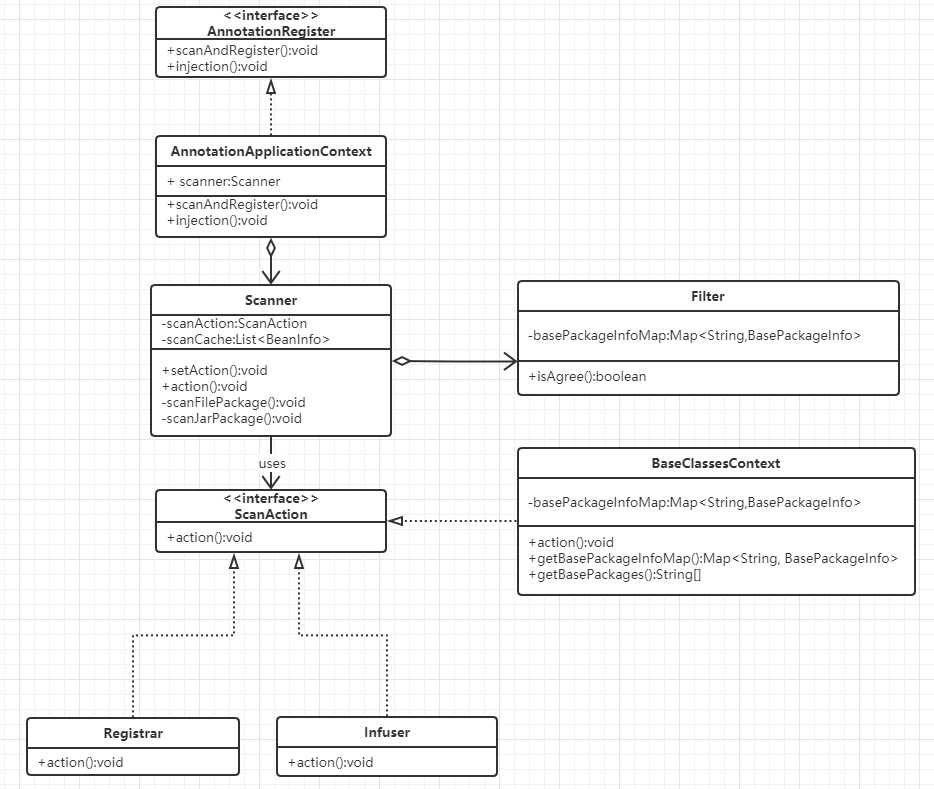 <<interface>>
AnnotationRegister
+scanAndRegister():void
+injection():void
AnnotationApplicationContext
+ scanner:Scanner
+scanAndRegister():void
+injection():void
Scanner
-scanAction:ScanAction
-scanCache:List<BeanInfo>
+setAction():void
+action():void
-scanFilePackage():void
-scanJarPackage():void
Filter
-basePackageInfoMap:Map<String,BasePackageInfo>
+isAgree():boolean
uses
<<interface>>
ScanAction
+action():void
BaseClassesContext
-basePackageInfoMap:Map<String,BasePackageInfo>
+action():void
+getBasePackageInfoMap():Map<String, BasePackageInfo>
+getBasePackages():String[]
Registrar
+action():void
Infuser
+action():void